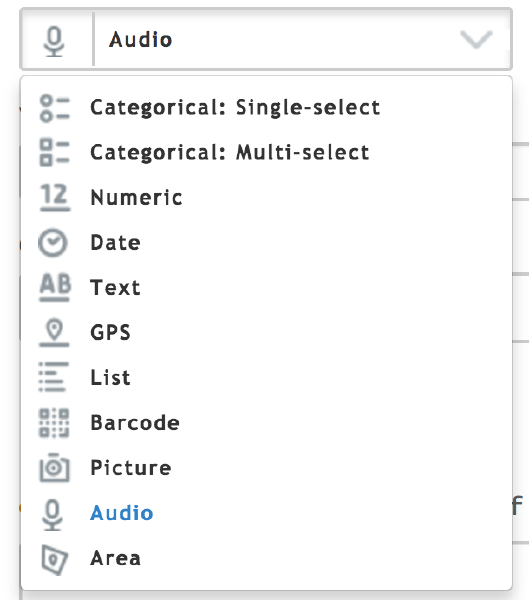 Audio
Categorical: Single-select
Categorical: Multi-select
12 Numeric
Date
AB Text
GPS
List
Barcode
Picture
Audio
f
Area